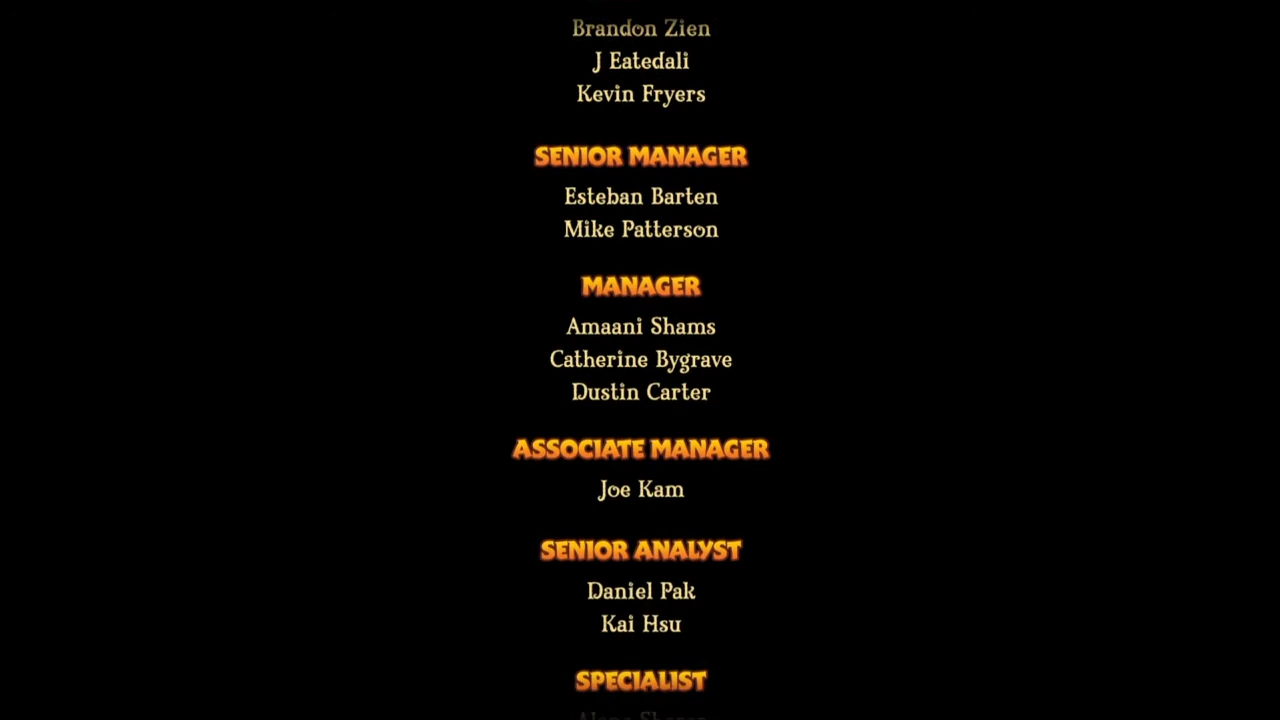 Brandon Zien
J Eatedali
Kevin Fryers
SENIOR MANAGER
Esteban Barten
Mike Patterson
MANAGER
Amaani Shams
Catherine Bygrave
Dustin Carter
ASSOCIATE MANAGER
Joe Kam
SENIOR ANALYST
Daniel Pak
Kai Hsu
SPECIALIST